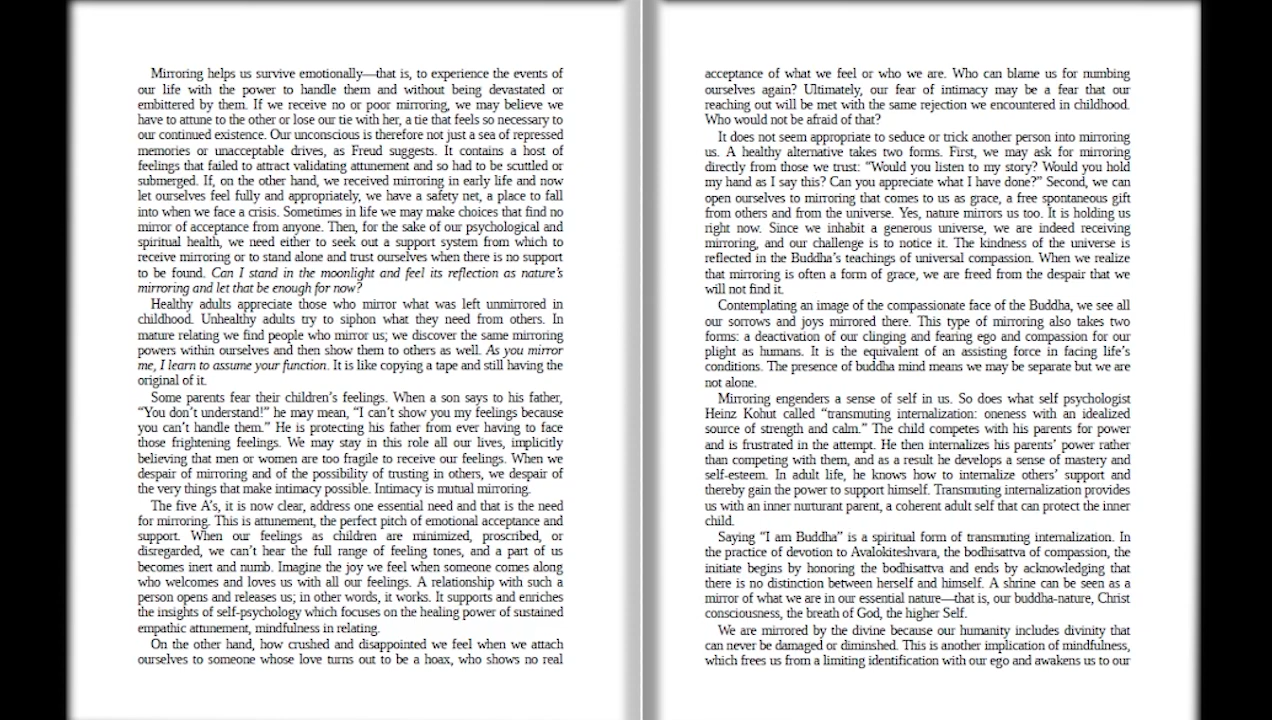 Mirroring helps us survive emotionally—that is, to experience the events of
our life with the power to handle them and without being devastated or
embittered by them. If we receive no or poor mirroring, we may believe we
have to attune to the other or lose our tie with her, a tie that feels so necessary to
our continued existence. Our unconscious is therefore not just a sea of repressed
memories or unacceptable drives, as Freud suggests. It contains a host of
feelings that failed to attract validating attunement and so had to be scuttled or
submerged. If, on the other hand, we received mirroring in early life and now
let ourselves feel fully and appropriately, we have a safety net, a place to fall
into when we face a crisis. Sometimes in life we may make choices that find no
mirror of acceptance from anyone. Then, for the sake of our psychological and
spiritual health, we need either to seek out a support system from which to
receive mirroring or to stand alone and trust ourselves when there is no support
to be found. Can I stand in the moonlight and feel its reflection as nature's
mirroring and let that be enough for now?
Healthy adults appreciate those who mirror what was left unmirrored in
childhood. Unhealthy adults try to siphon what they need from others. In
mature relating we find people who mirror us; we discover the same mirroring
powers within ourselves and then show them to others as well. As you mirror
me, I learn to assume your function. It is like copying a tape and still having the
original of it.
Some parents fear their children's feelings. When a son says to his father,
“You don't understand!” he may mean, “I can't show you my feelings because
you can't handle them.” He is protecting his father from ever having to face
those frightening feelings. We may stay in this role all our lives, implicitly
believing that men or women are too fragile to receive our feelings. When we
despair of mirroring and of the possibility of trusting in others, we despair of
the very things that make intimacy possible. Intimacy is mutual mirroring.
The five A's, it is now clear, address one essential need and that is the need
for mirroring. This is attunement, the perfect pitch of emotional acceptance and
support. When our feelings as children are minimized, proscribed, or
disregarded, we can't hear the full range of feeling tones, and a part of us
becomes inert and numb. Imagine the joy we feel when someone comes along
who welcomes and loves us with all our feelings. A relationship with such a
person opens and releases us; in other words, it works. It supports and enriches
the insights of self-psychology which focuses on the healing power of sustained
empathic attunement, mindfulness in relating.
On the other hand, how crushed and disappointed we feel when we attach
ourselves to someone whose love turns out to be a hoax, who shows no real
acceptance of what we feel or who we are. Who can blame us for numbing
ourselves again? Ultimately, our fear of intimacy may be a fear that our
reaching out will be met with the same rejection we encountered in childhood.
Who would not be afraid of that?
It does not seem appropriate to seduce or trick another person into mirroring
us. A healthy alternative takes two forms. First, we may ask for mirroring
directly from those we trust: “Would you listen to my story? Would you hold
my hand as I say this? Can you appreciate what I have done?” Second, we can
open ourselves to mirroring that comes to us as grace, a free spontaneous gift
from others and from the universe. Yes, nature mirrors us too. It is holding us
right now. Since we inhabit a generous universe, we are indeed receiving
mirroring, and our challenge is to notice it. The kindness of the universe is
reflected in the Buddha's teachings of universal compassion. When we realize
that mirroring is often a form of grace, we are freed from the despair that we
will not find it.
Contemplating an image of the compassionate face of the Buddha, we see all
our sorrows and joys mirrored there. This type of mirroring also takes two
forms: a deactivation of our clinging and fearing ego and compassion for our
plight as humans. It is the equivalent of an assisting force in facing life's
conditions. The presence of buddha mind means we may be separate but we are
not alone.
Mirroring engenders a sense of self in us. So does what self psychologist
Heinz Kohut called “transmuting internalization: oneness with an idealized
source of strength and calm.” The child competes with his parents for power
and is frustrated in the attempt. He then internalizes his parents' power rather
than competing with them, and as a result he develops a sense of mastery and
self-esteem. In adult life, he knows how to internalize others' support and
thereby gain the power to support himself. Transmuting internalization provides
us with an inner nurturant parent, a coherent adult self that can protect the inner
child.
Saying “I am Buddha” is a spiritual form of transmuting internalization. In
the practice of devotion to Avalokiteshvara, the bodhisattva of compassion, the
initiate begins by honoring the bodhisattva and ends by acknowledging that
there is no distinction between herself and himself. A shrine can be seen as a
mirror of what we are in our essential nature—that is, our buddha-nature, Christ
consciousness, the breath of God, the higher Self.
We are mirrored by the divine because our humanity includes divinity that
can never be damaged or diminshed. This is another implication of mindfulness,
which frees us from a limiting identification with our ego and awakens us to our